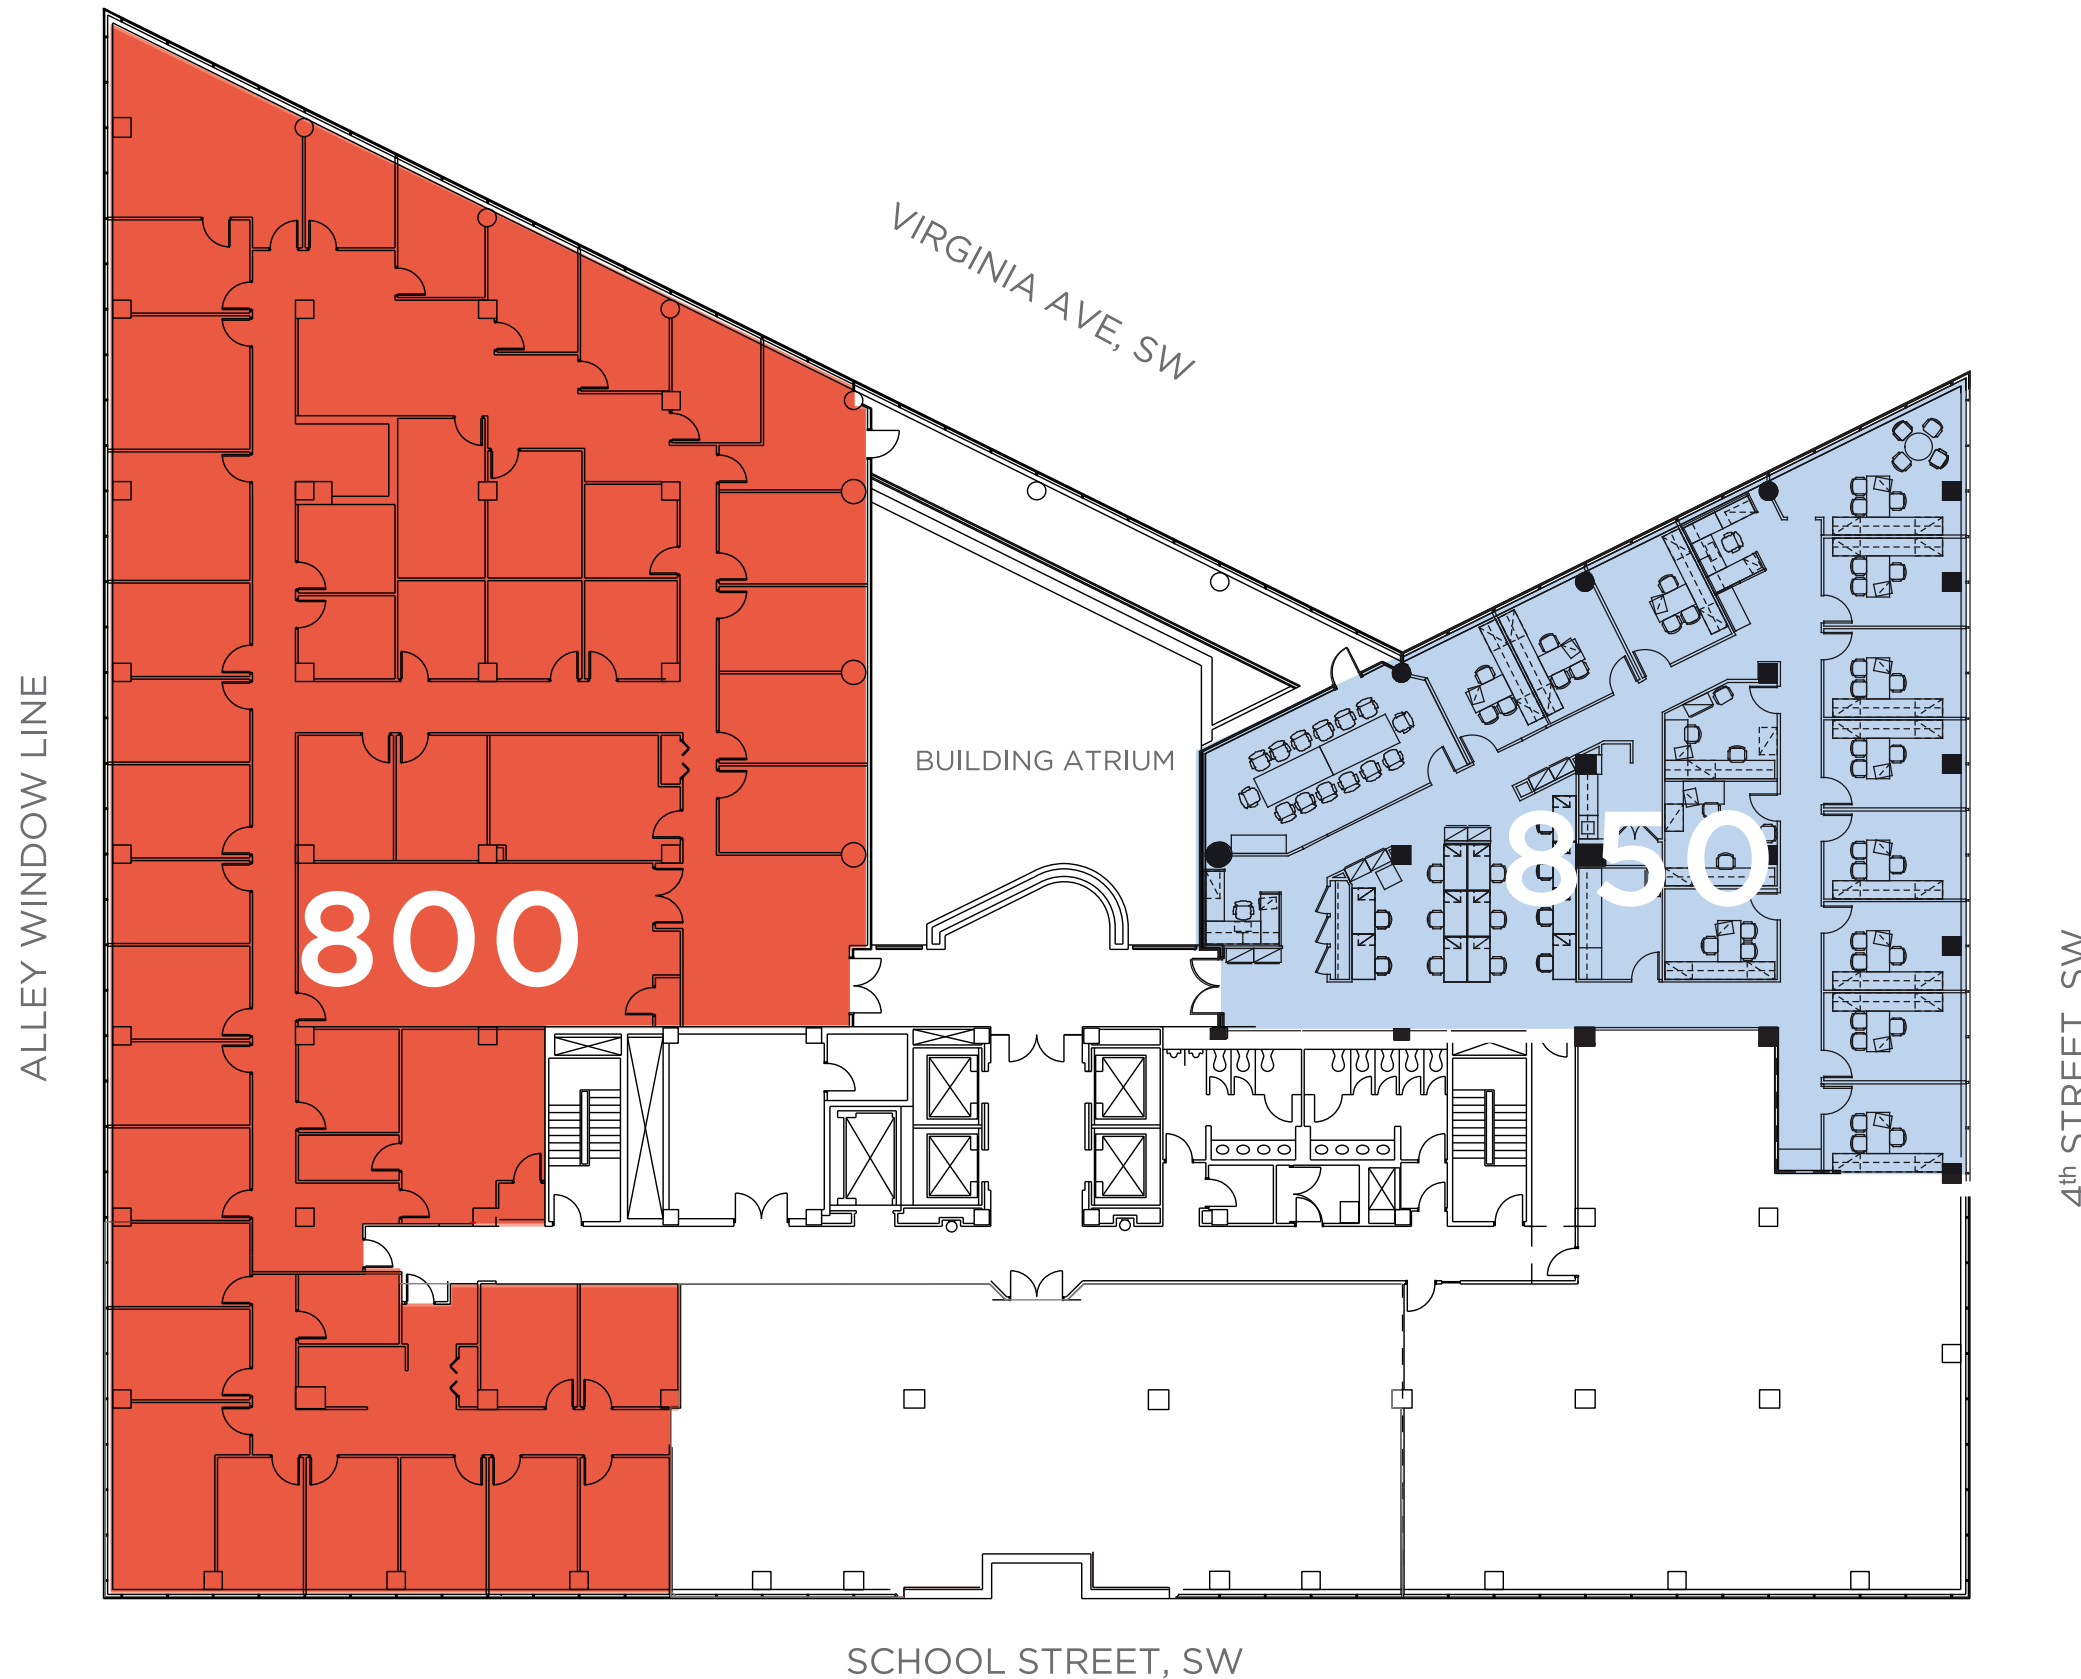 VIRGINIA AVE, SW
ALLEY WINDOW LINE
BUILDING ATRIUM
850
800
4th STREET, SW
SCHOOL STREET, SW